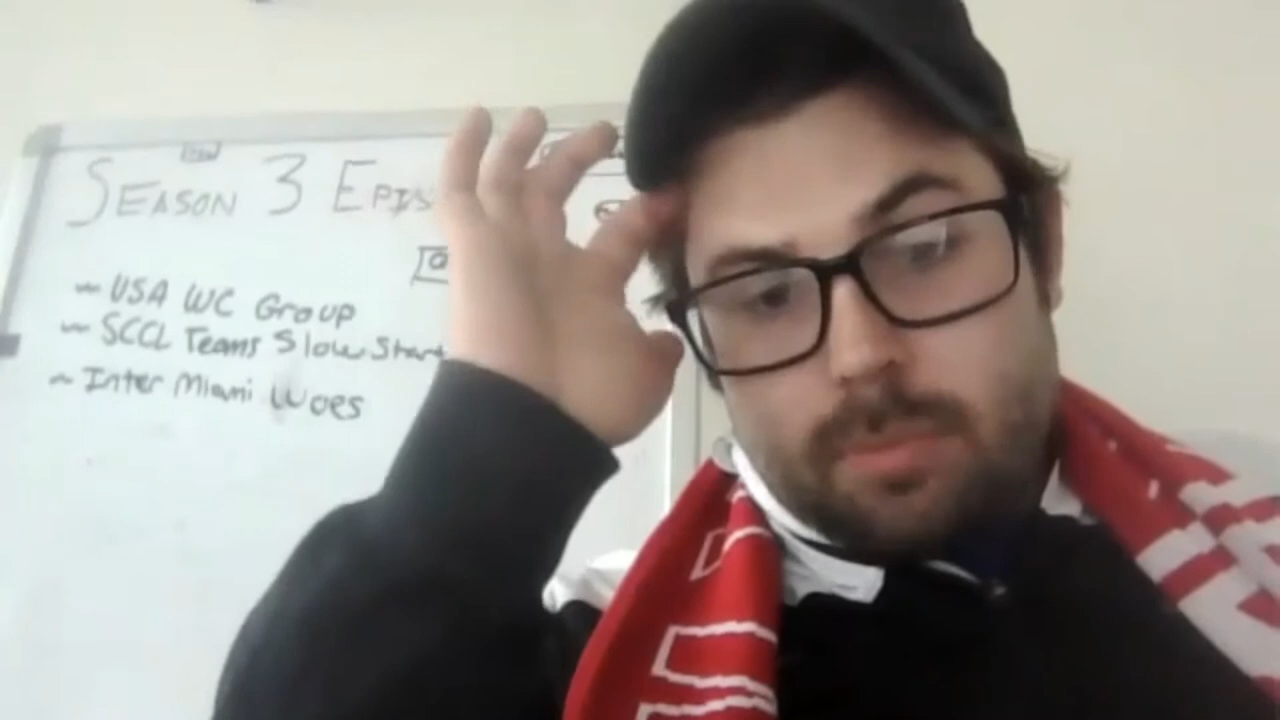 SEASON 3 EPIS
~ USA WC Group
~ SCCL Teams Slow Start
~ Inter Miami Woes